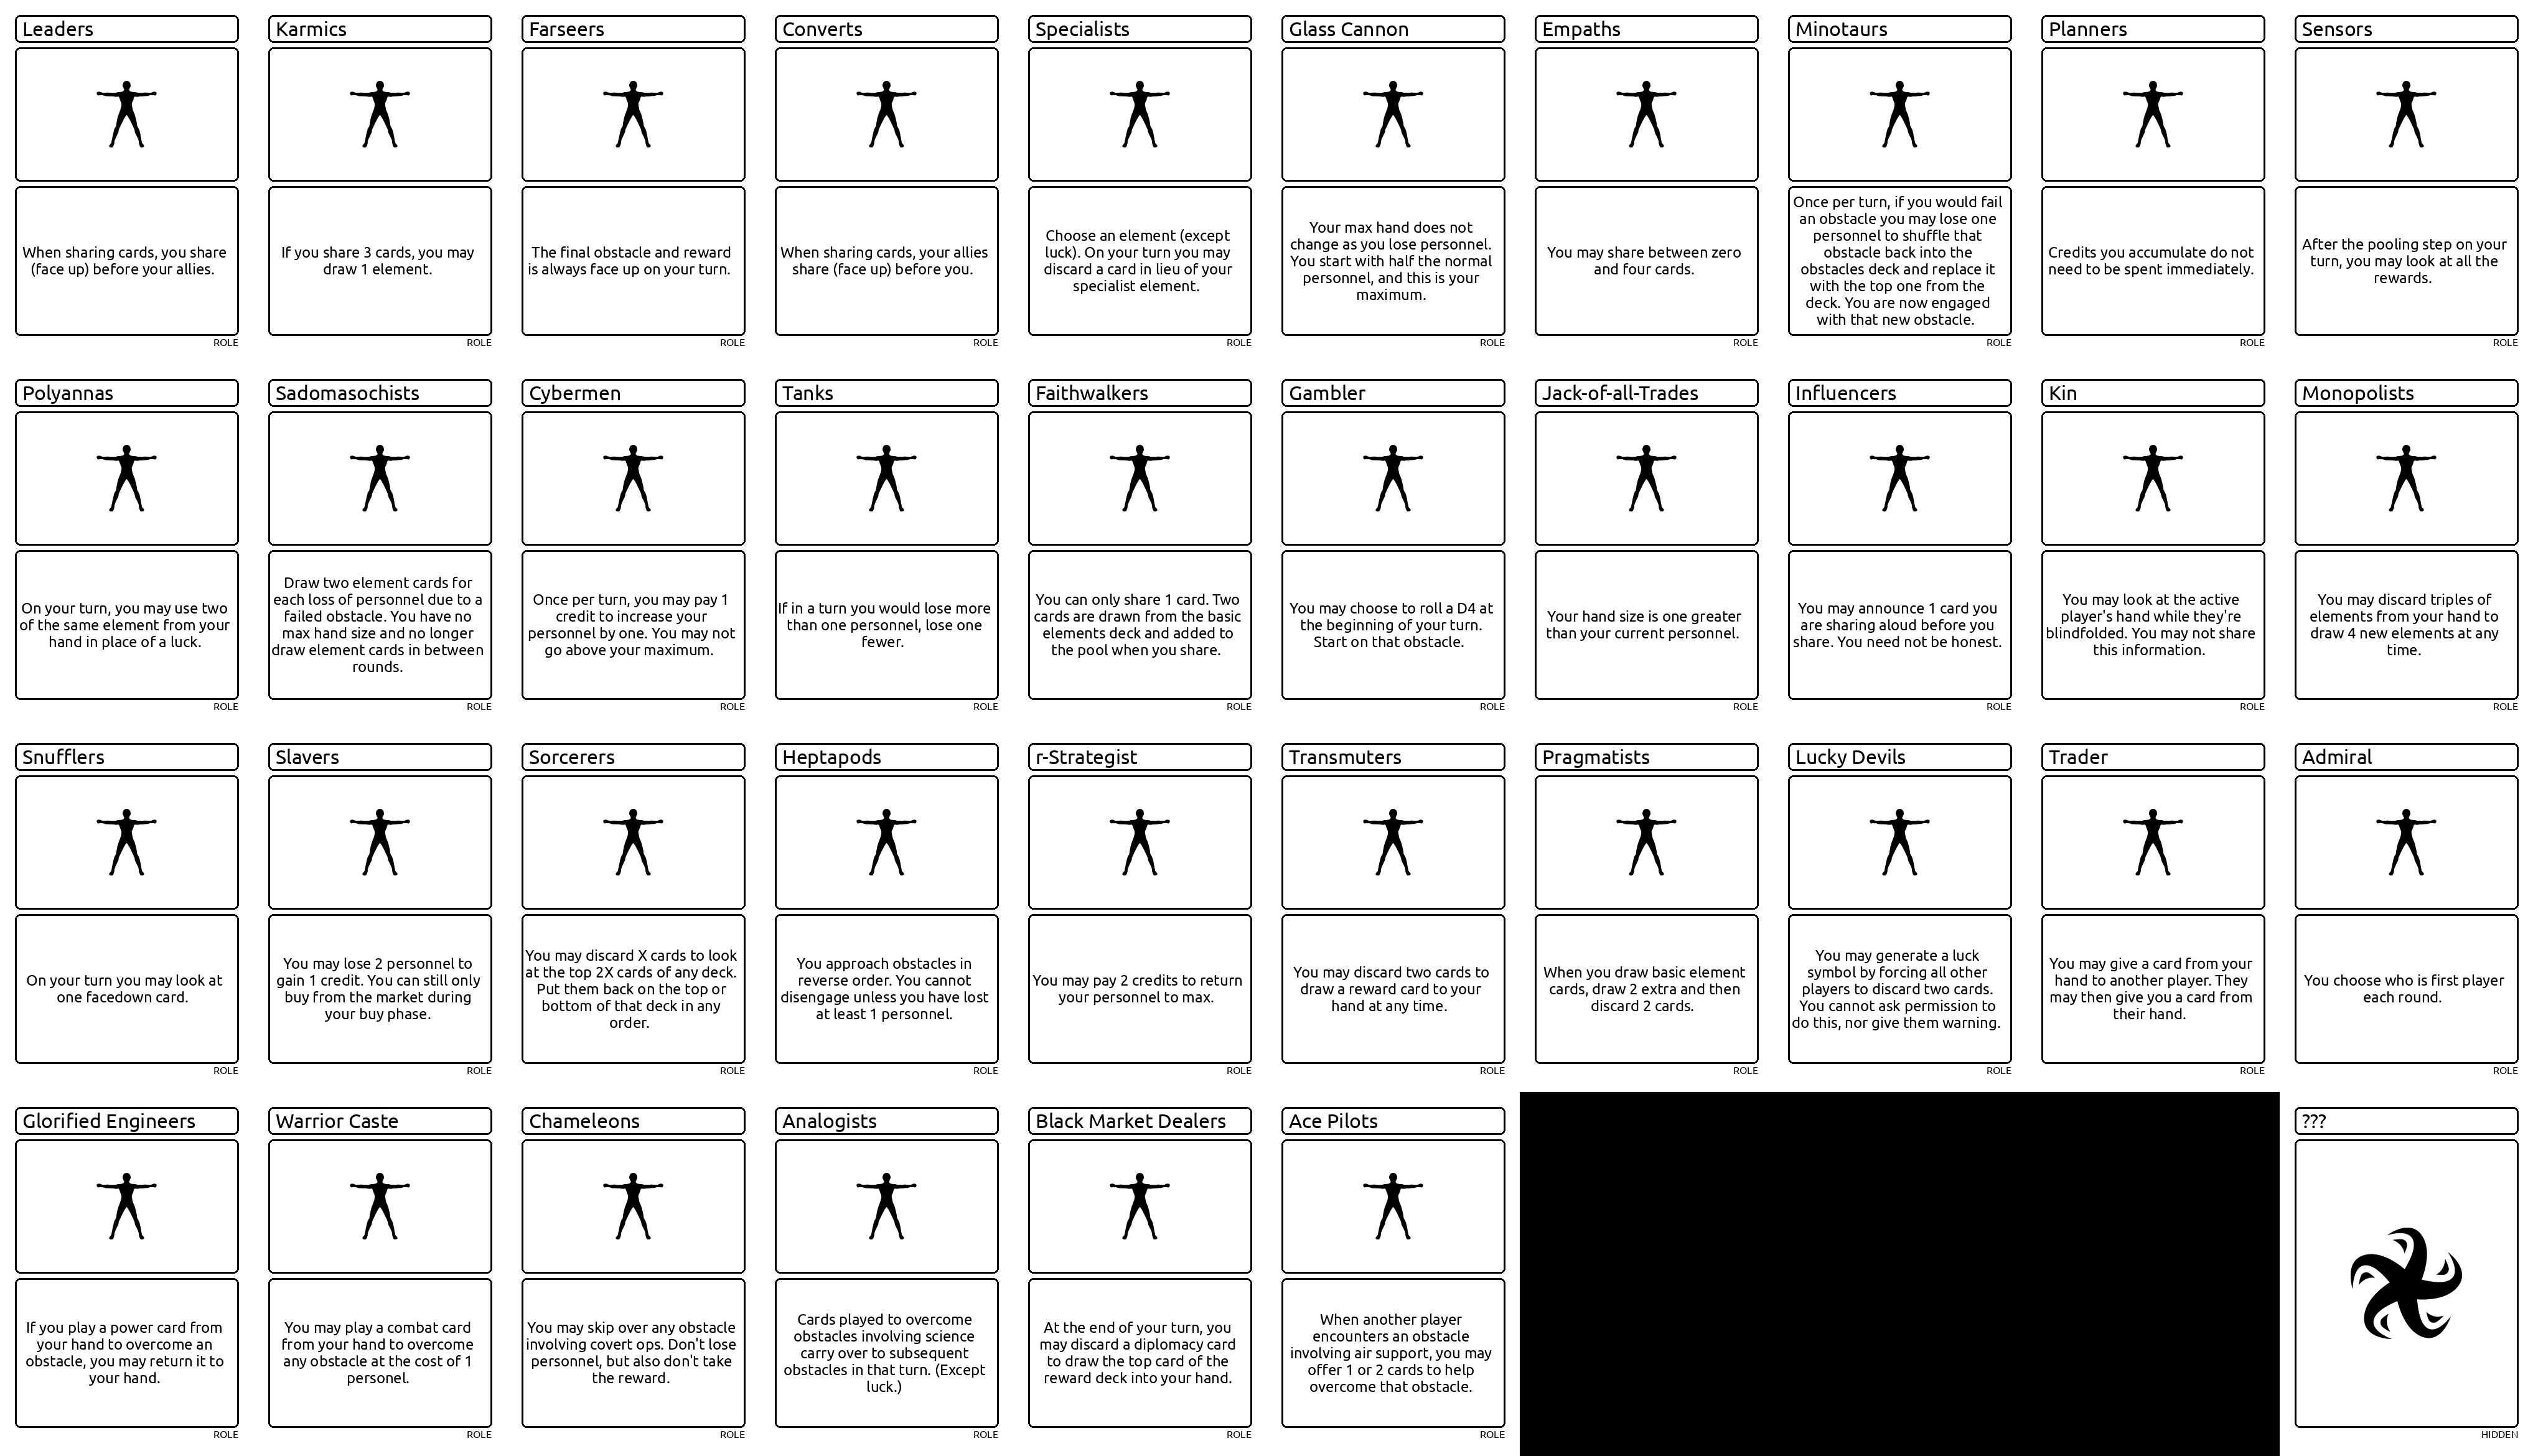 Leaders
When sharing cards, you share
(face up) before your allies.
ROLE
Karmics
If you share 3 cards, you may
draw 1 element.
ROLE
Farseers
The final obstacle and reward
is always face up on your turn.
ROLE
Converts
When sharing cards, your allies
share (face up) before you.
ROLE
Specialists
Choose an element (except
luck). On your turn you may
discard a card in lieu of your
specialist element.
ROLE
Glass Cannon
Your max hand does not
change as you lose personnel.
You start with half the normal
personnel, and this is your
maximum.
ROLE
Empaths
You may share between zero
and four cards.
ROLE
Minotaurs
Once per turn, if you would fail
an obstacle you may lose one
personnel to shuffle that
obstacle back into the
obstacles deck and replace it
with the top one from the
deck. You are now engaged
with that new obstacle.
ROLE
Planners
Credits you accumulate do not
need to be spent immediately.
ROLE
Sensors
After the pooling step on your
turn, you may look at all the
rewards.
ROLE
Polyannas
On your turn, you may use two
of the same element from your
hand in place of a luck.
ROLE
Sadomasochists
Draw two element cards for
each loss of personnel due to a
failed obstacle. You have no
max hand size and no longer
draw element cards in between
rounds.
ROLE
Cybermen
Once per turn, you may pay 1
credit to increase your
personnel by one. You may not
go above your maximum.
ROLE
Tanks
If in a turn you would lose more
than one personnel, lose one
fewer.
ROLE
Faithwalkers
You can only share 1 card. Two
cards are drawn from the basic
elements deck and added to
the pool when you share.
ROLE
Gambler
You may choose to roll a D4 at
the beginning of your turn.
Start on that obstacle.
ROLE
Jack-of-all-Trades
Your hand size is one greater
than your current personnel.
ROLE
Influencers
You may announce 1 card you
are sharing aloud before you
share. You need not be honest.
ROLE
Kin
You may look at the active
player's hand while they're
blindfolded. You may not share
this information.
ROLE
Monopolists
You may discard triples of
elements from your hand to
draw 4 new elements at any
time.
ROLE
Snufflers
On your turn you may look at
one facedown card.
ROLE
Slavers
You may lose 2 personnel to
gain 1 credit. You can still only
buy from the market during
your buy phase.
ROLE
Sorcerers
You may discard X cards to look
at the top 2X cards of any deck.
Put them back on the top or
bottom of that deck in any
order.
ROLE
Heptapods
You approach obstacles in
reverse order. You cannot
disengage unless you have lost
at least 1 personnel.
ROLE
r-Strategist
You may pay 2 credits to return
your personnel to max.
ROLE
Transmuters
You may discard two cards to
draw a reward card to your
hand at any time.
ROLE
Pragmatists
When you draw basic element
cards, draw 2 extra and then
discard 2 cards.
ROLE
Lucky Devils
You may generate a luck
symbol by forcing all other
players to discard two cards.
You cannot ask permission to
do this, nor give them warning.
ROLE
Trader
You may give a card from your
hand to another player. They
may then give you a card from
their hand.
ROLE
Admiral
You choose who is first player
each round.
ROLE
Glorified Engineers
If you play a power card from
your hand to overcome an
obstacle, you may return it to
your hand.
ROLE
Warrior Caste
You may play a combat card
from your hand to overcome
any obstacle at the cost of 1
personel.
ROLE
Chameleons
You may skip over any obstacle
involving covert ops. Don't lose
personnel, but also don't take
the reward.
ROLE
Analogists
Cards played to overcome
obstacles involving science
carry over to subsequent
obstacles in that turn. (Except
luck.)
ROLE
Black Market Dealers
At the end of your turn, you
may discard a diplomacy card
to draw the top card of the
reward deck into your hand.
ROLE
Ace Pilots
When another player
encounters an obstacle
involving air support, you may
offer 1 or 2 cards to help
overcome that obstacle.
ROLE
???
HIDDEN